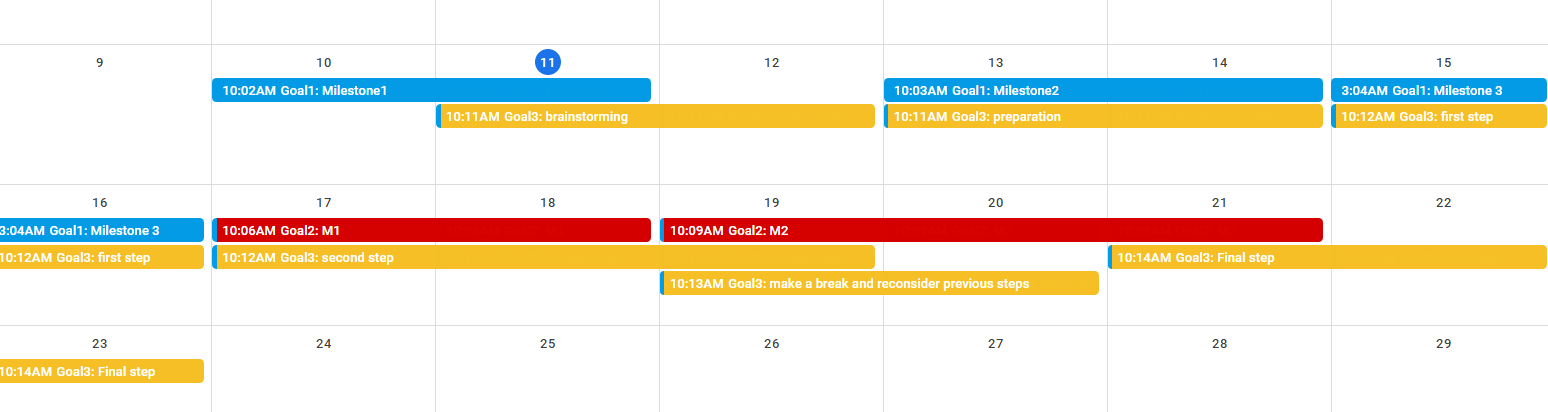 9 10 11 12 13 14 15
10:02AM Goal1: Milestone1 10:03AM Goal1: Milestone2 3:04AM Goal1: Milestone 3
10:11AM Goal3: brainstorming 10:11AM Goal3: preparation 10:12AM Goal3: first step
16 17 18 19 20 21 22
3:04AM Goal1: Milestone 3 10:06AM Goal2: M1 10:09AM Goal2: M2
10:12AM Goal3: first step 10:12AM Goal3: second step 10:14AM Goal3: Final step
10:13AM Goal3: make a break and reconsider previous steps
23 24 25 26 27 28 29
10:14AM Goal3: Final step